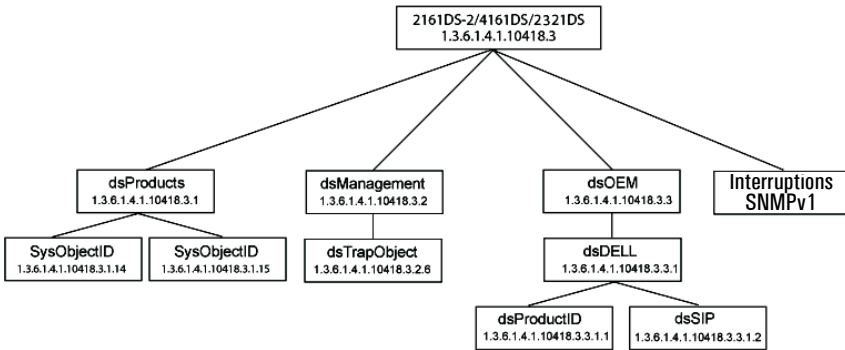 2161DS-2/4161DS/2321DS
1.3.6.1.4.1.10418.3
dsProducts
1.3.6.1.4.1.10418.3.1
dsManagement
1.3.6.1.4.1.10418.3.2
dsOEM
1.3.6.1.4.1.10418.3.3
Interruptions
SNMPv1
SysObjectID
1.3.6.1.4.1.10418.3.1.14
SysObjectID
1.3.6.1.4.1.10418.3.1.15
dsTrapObject
1.3.6.1.4.1.10418.3.2.6
dsDELL
1.3.6.1.4.1.10418.3.3.1
dsProductID
1.3.6.1.4.1.10418.3.3.1.1
dsSIP
1.3.6.1.4.1.10418.3.3.1.2